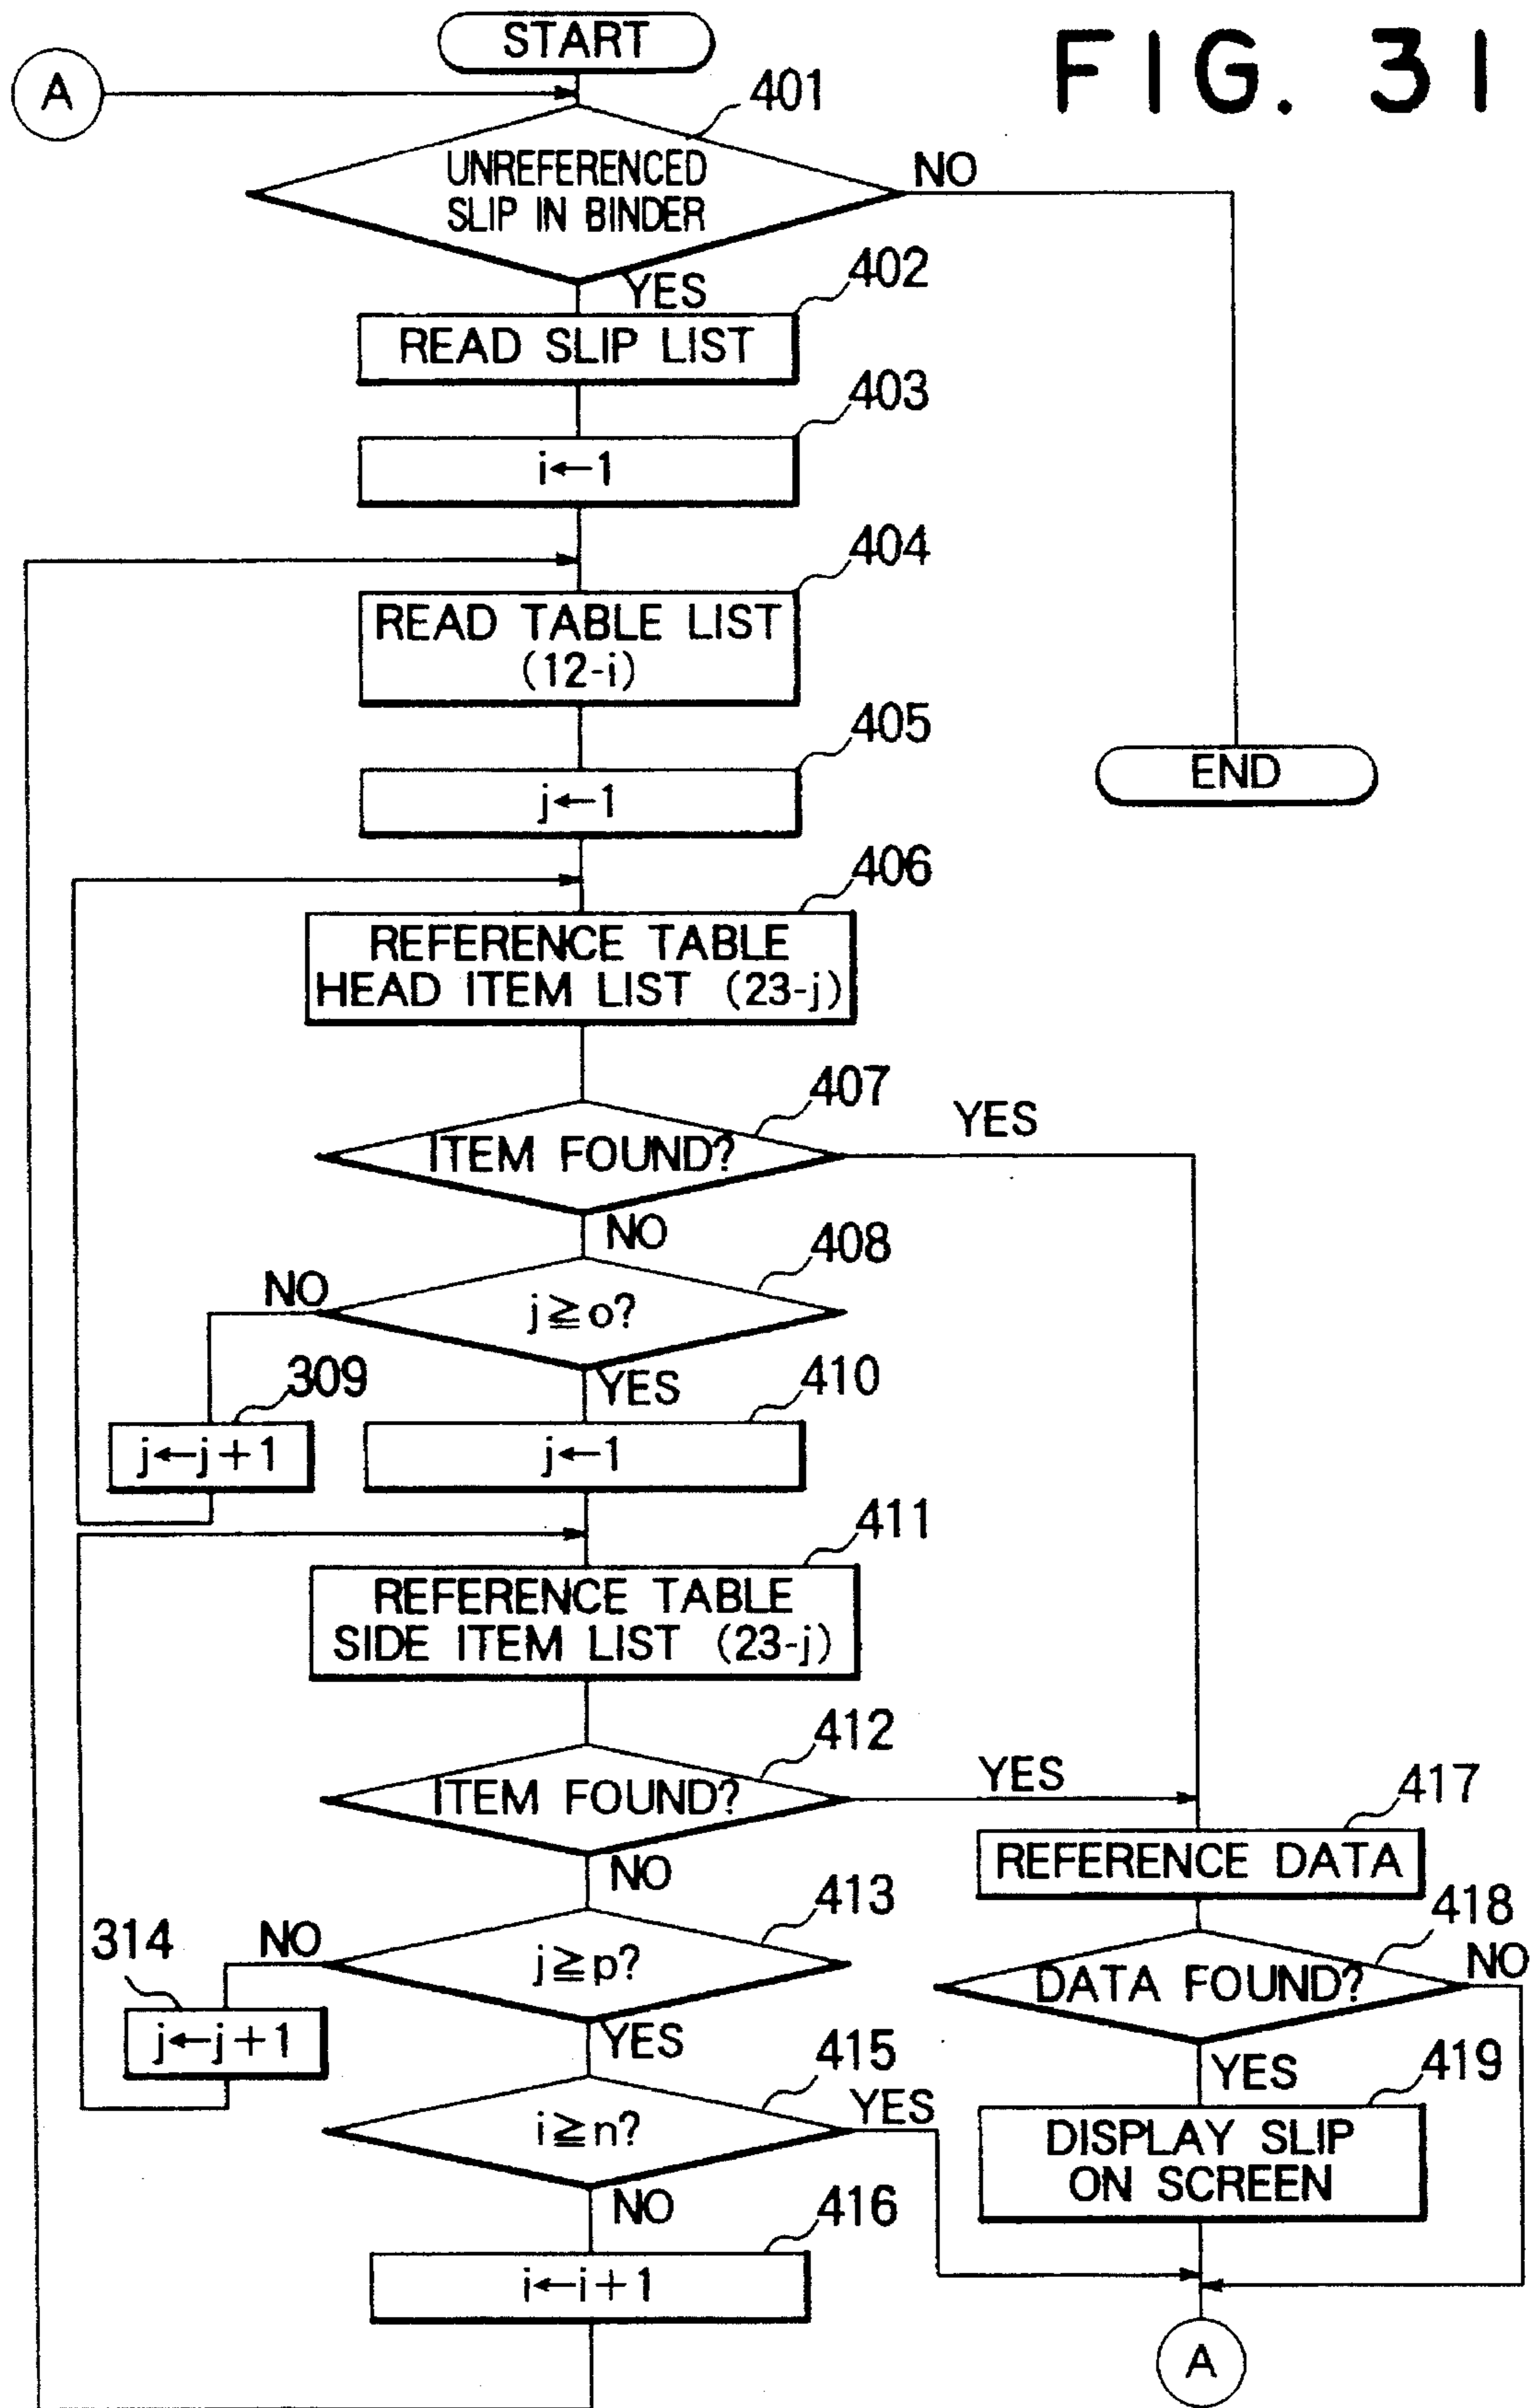 FIG. 31
START
A
401
UNREFERENCED
SLIP IN BINDER
NO
YES
402
READ SLIP LIST
403
i←1
404
READ TABLE LIST
(12-i)
405
j←1
END
406
REFERENCE TABLE
HEAD ITEM LIST (23-j)
407
ITEM FOUND?
YES
NO
408
j≧o?
NO
YES
309
j←j+1
410
j←1
411
REFERENCE TABLE
SIDE ITEM LIST (23-j)
412
ITEM FOUND?
YES
NO
417
REFERENCE DATA
413
j≧p?
NO
YES
314
j←j+1
418
DATA FOUND?
NO
YES
415
i≧n?
YES
NO
419
DISPLAY SLIP
ON SCREEN
416
i←i+1
A